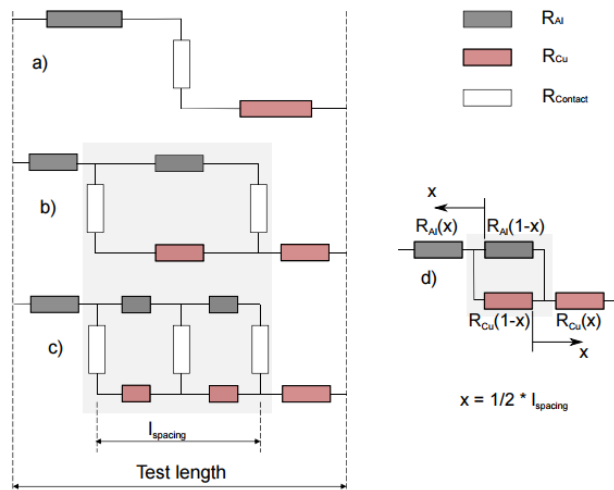 a)
R_Al
R_Cu
R_Contact
b)
x
R_Al(x) R_Al(1-x)
d)
R_Cu(1-x) R_Cu(x)
x
c)
l_spacing
x = 1/2 * l_spacing
Test length